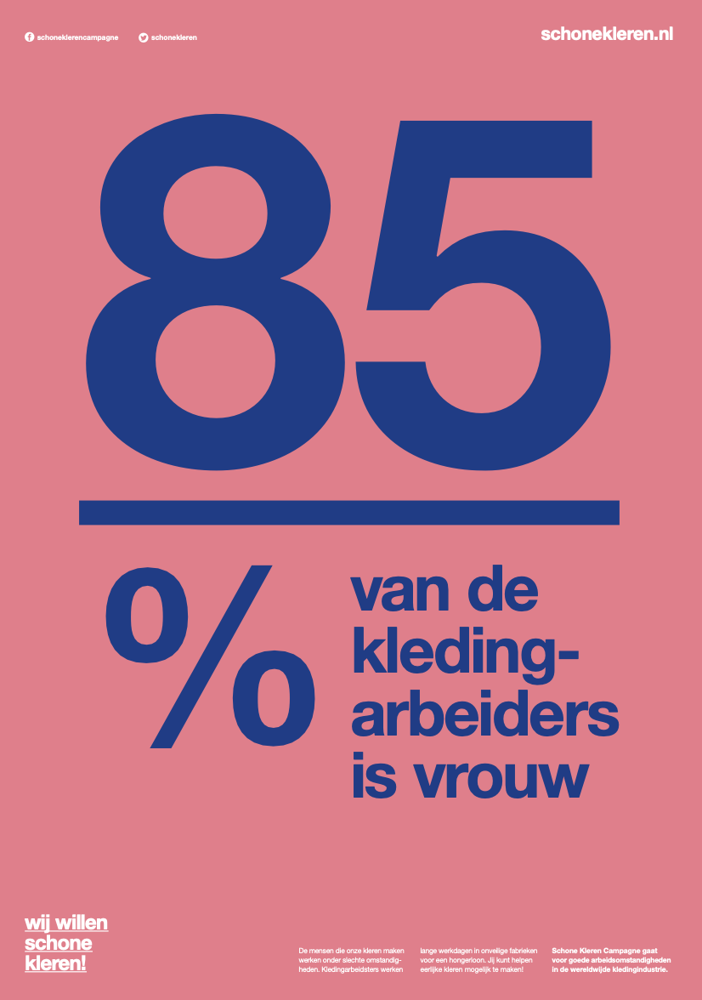 schoneklerencampagne
schonekleren
schonekleren.nl
85
%
van de
kleding-
arbeiders
is vrouw
wij willen
schone
kleren!
De mensen die onze kleren maken
werken onder slechte omstandig-
heden. Kledingarbeidsters werken
lange werkdagen in onveilige fabrieken
voor een hongerloon. Jij kunt helpen
eerlijke kleren mogelijk te maken!
Schone Kleren Campagne gaat
voor goede arbeidsomstandigheden
in de wereldwijde kledingindustrie.